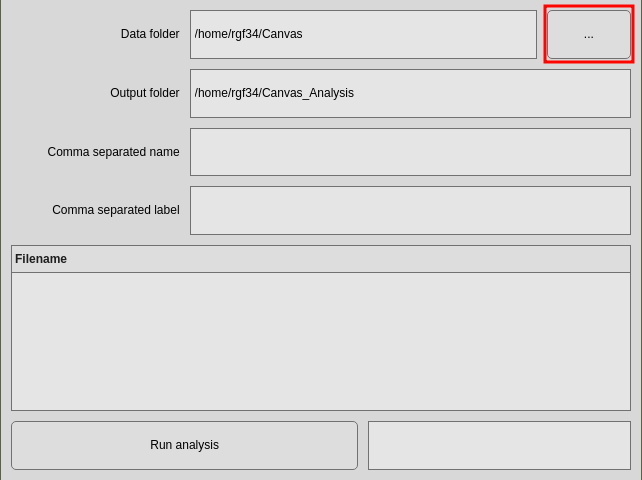 Data folder /home/rgf34/Canvas ...
Output folder /home/rgf34/Canvas_Analysis
Comma separated name
Comma separated label
Filename
Run analysis